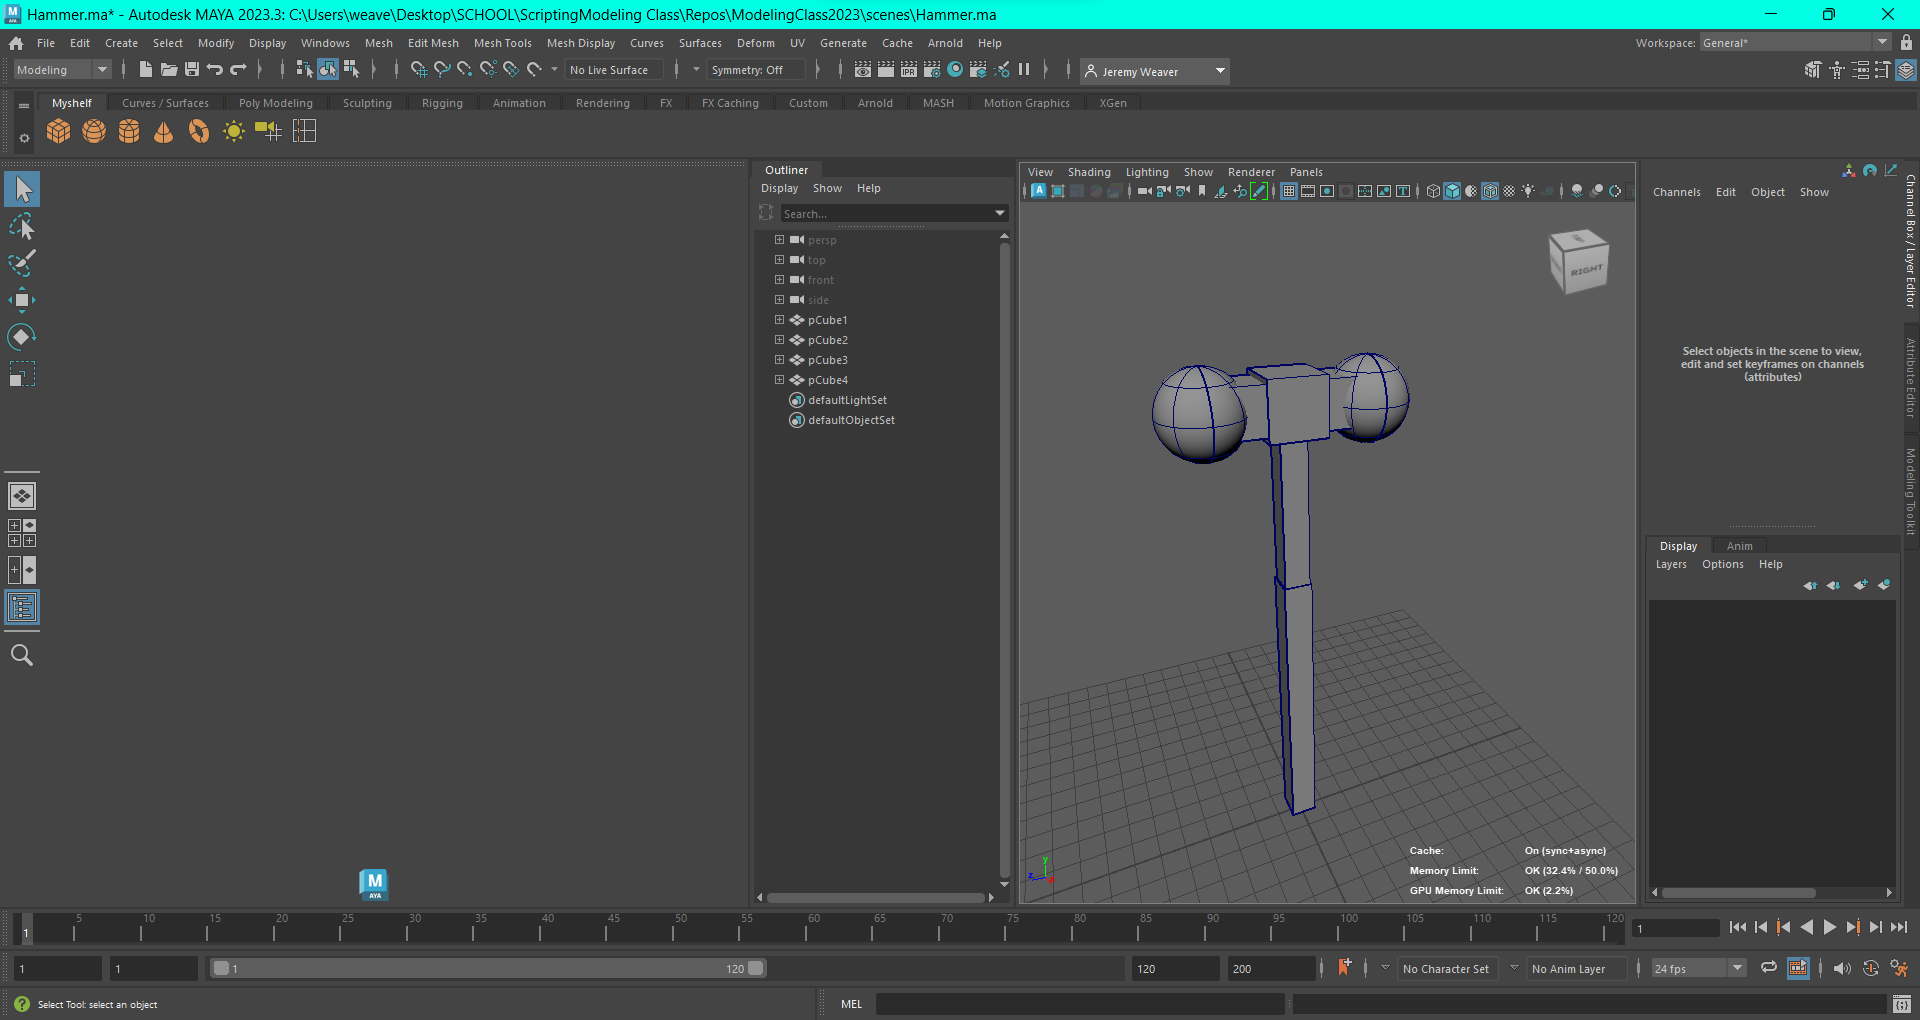 Hammer.ma* - Autodesk MAYA 2023.3: C:\Users\weave\Desktop\SCHOOL\ScriptingModeling Class\Repos\ModelingClass2023\scenes\Hammer.ma
File Edit Create Select Modify Display Windows Mesh Edit Mesh Mesh Tools Mesh Display Curves Surfaces Deform UV Generate Cache Arnold Help
Workspace: General*
Modeling
No Live Surface
Symmetry: Off
IPR
Jeremy Weaver
Myshelf Curves / Surfaces Poly Modeling Sculpting Rigging Animation Rendering FX FX Caching Custom Arnold MASH Motion Graphics XGen
Outliner
Display Show Help
Search...
persp
top
front
side
pCube1
pCube2
pCube3
pCube4
defaultLightSet
defaultObjectSet
View Shading Lighting Show Renderer Panels
RIGHT
y
z
Cache: On (sync+async)
Memory Limit: OK (32.4% / 50.0%)
GPU Memory Limit: OK (2.2%)
Channels Edit Object Show
Select objects in the scene to view,
edit and set keyframes on channels
(attributes)
Channel Box / Layer Editor
Attribute Editor
Modeling Toolkit
Display Anim
Layers Options Help
M
AYA
5 10 15 20 25 30 35 40 45 50 55 60 65 70 75 80 85 90 95 100 105 110 115 120
1
1
1 1 1 120 120 200
No Character Set
No Anim Layer
24 fps
Select Tool: select an object
MEL